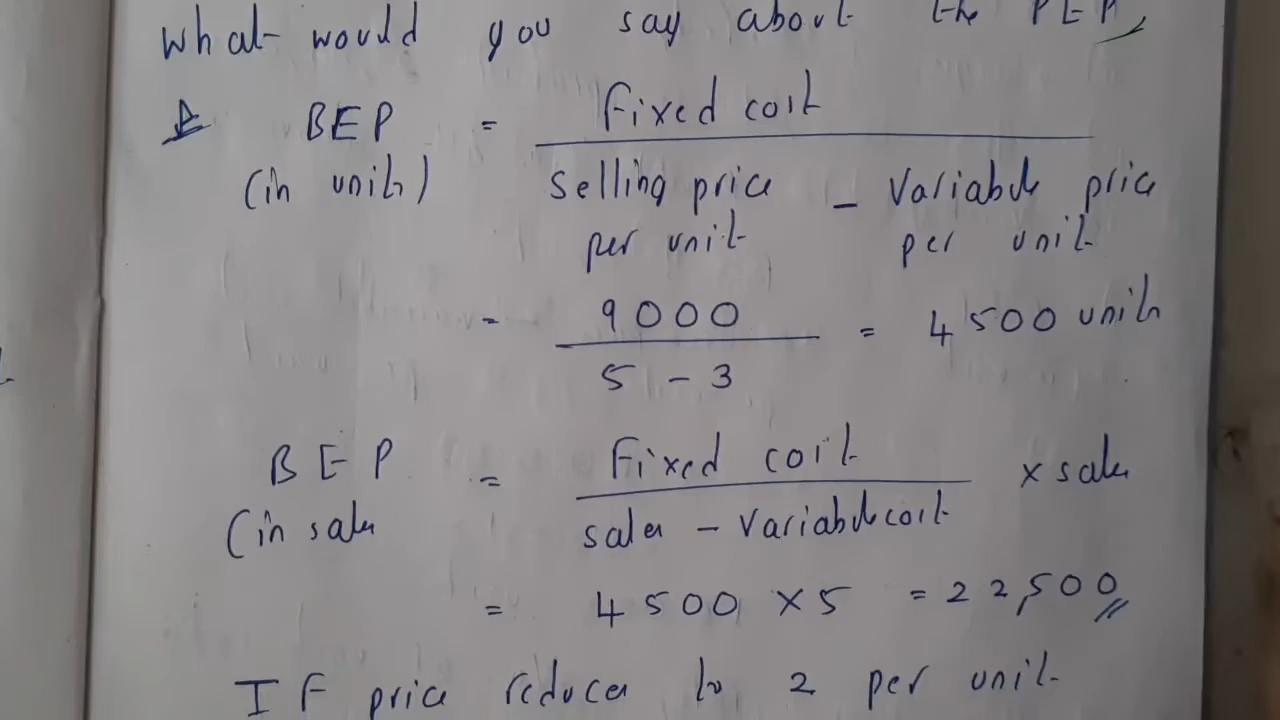 What would you say about the PEP,
BEP = Fixed cost
(in units) Selling price - Variable price
per unit per unit
= 9000 = 4500 units
5 - 3
BEP = Fixed cost x sales
(in sales sales - Variable cost
= 4500 x 5 = 22,500
IF price reduces to 2 per unit